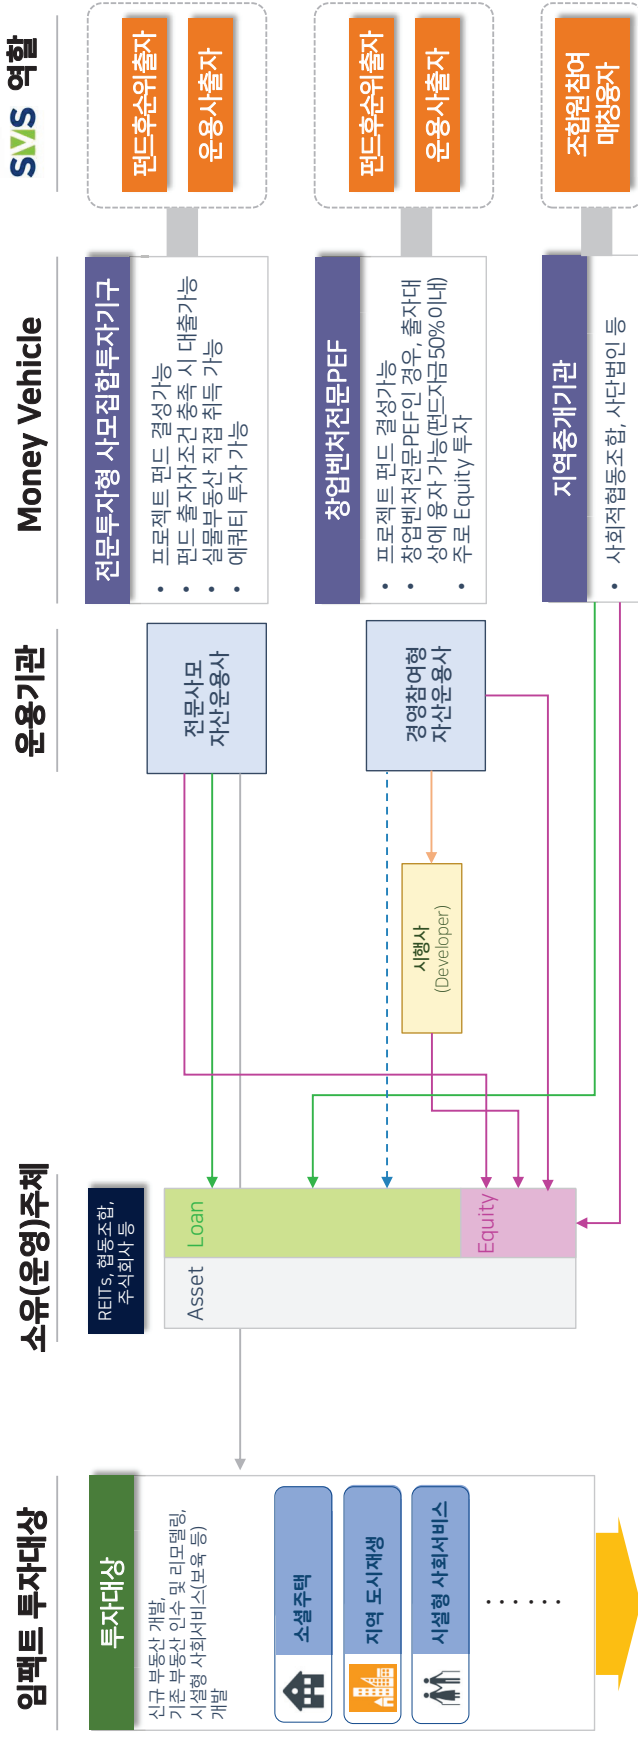 임팩트 투자대상
소유(운영)주체
운용기관
Money Vehicle
SVS 역할
투자대상
신규 부동산 개발,
기존 부동산 인수 및 리모델링,
시설형 사회서비스(보육 등)
개발
소셜주택
지역 도시재생
시설형 사회서비스
· · · · · ·
REITs, 협동조합,
주식회사 등
Asset
Loan
Equity
시행사
(Developer)
전문사모
자산운용사
경영참여형
자산운용사
전문투자형 사모집합투자기구
• 프로젝트 펀드 결성가능
• 펀드 출자자조건 충족 시 대출가능
• 실물부동산 직접 취득 가능
• 에쿼티 투자 가능
창업벤처전문PEF
• 프로젝트 펀드 결성가능
• 창업벤처전문PEF인 경우, 출자대
상에 융자 가능(펀드자금50%이내)
• 주로 Equity 투자
지역중개기관
• 사회적협동조합, 사단법인 등
펀드후순위출자
운용사출자
펀드후순위출자
운용사출자
조합원참여
매칭융자